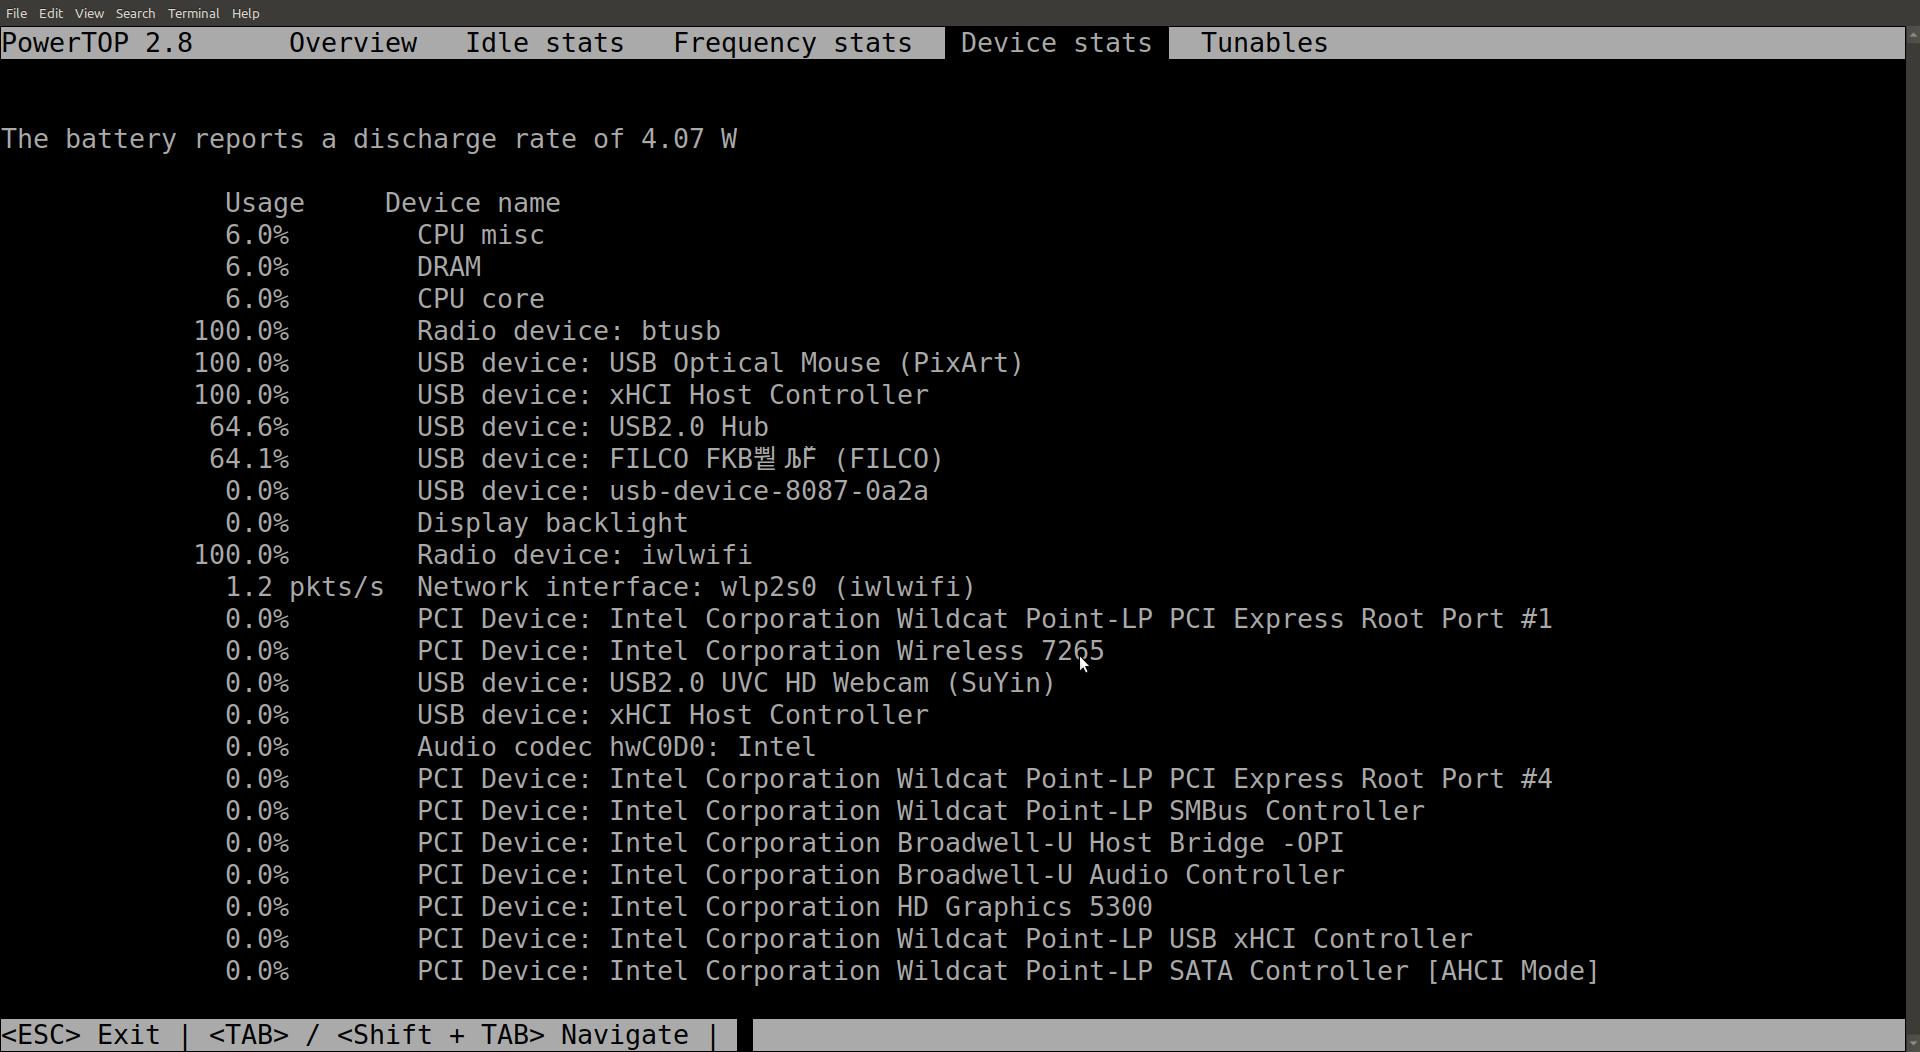 File Edit View Search Terminal Help
PowerTOP 2.8 Overview Idle stats Frequency stats Device stats Tunables
The battery reports a discharge rate of 4.07 W
Usage Device name
6.0% CPU misc
6.0% DRAM
6.0% CPU core
100.0% Radio device: btusb
100.0% USB device: USB Optical Mouse (PixArt)
100.0% USB device: xHCI Host Controller
64.6% USB device: USB2.0 Hub
64.1% USB device: FILCO (FILCO)
0.0% USB device: usb-device-8087-0a2a
0.0% Display backlight
100.0% Radio device: iwlwifi
1.2 pkts/s Network interface: wlp2s0 (iwlwifi)
0.0% PCI Device: Intel Corporation Wildcat Point-LP PCI Express Root Port #1
0.0% PCI Device: Intel Corporation Wireless 7265
0.0% USB device: USB2.0 UVC HD Webcam (SuYin)
0.0% USB device: xHCI Host Controller
0.0% Audio codec hwC0D0: Intel
0.0% PCI Device: Intel Corporation Wildcat Point-LP PCI Express Root Port #4
0.0% PCI Device: Intel Corporation Wildcat Point-LP SMBus Controller
0.0% PCI Device: Intel Corporation Broadwell-U Host Bridge -OPI
0.0% PCI Device: Intel Corporation Broadwell-U Audio Controller
0.0% PCI Device: Intel Corporation HD Graphics 5300
0.0% PCI Device: Intel Corporation Wildcat Point-LP USB xHCI Controller
0.0% PCI Device: Intel Corporation Wildcat Point-LP SATA Controller [AHCI Mode]
<ESC> Exit | <TAB> / <Shift + TAB> Navigate |